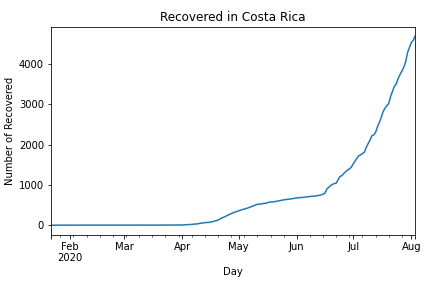 Recovered in Costa Rica
Number of Recovered
4000
3000
2000
1000
0
Feb Mar Apr May Jun Jul Aug
2020
Day